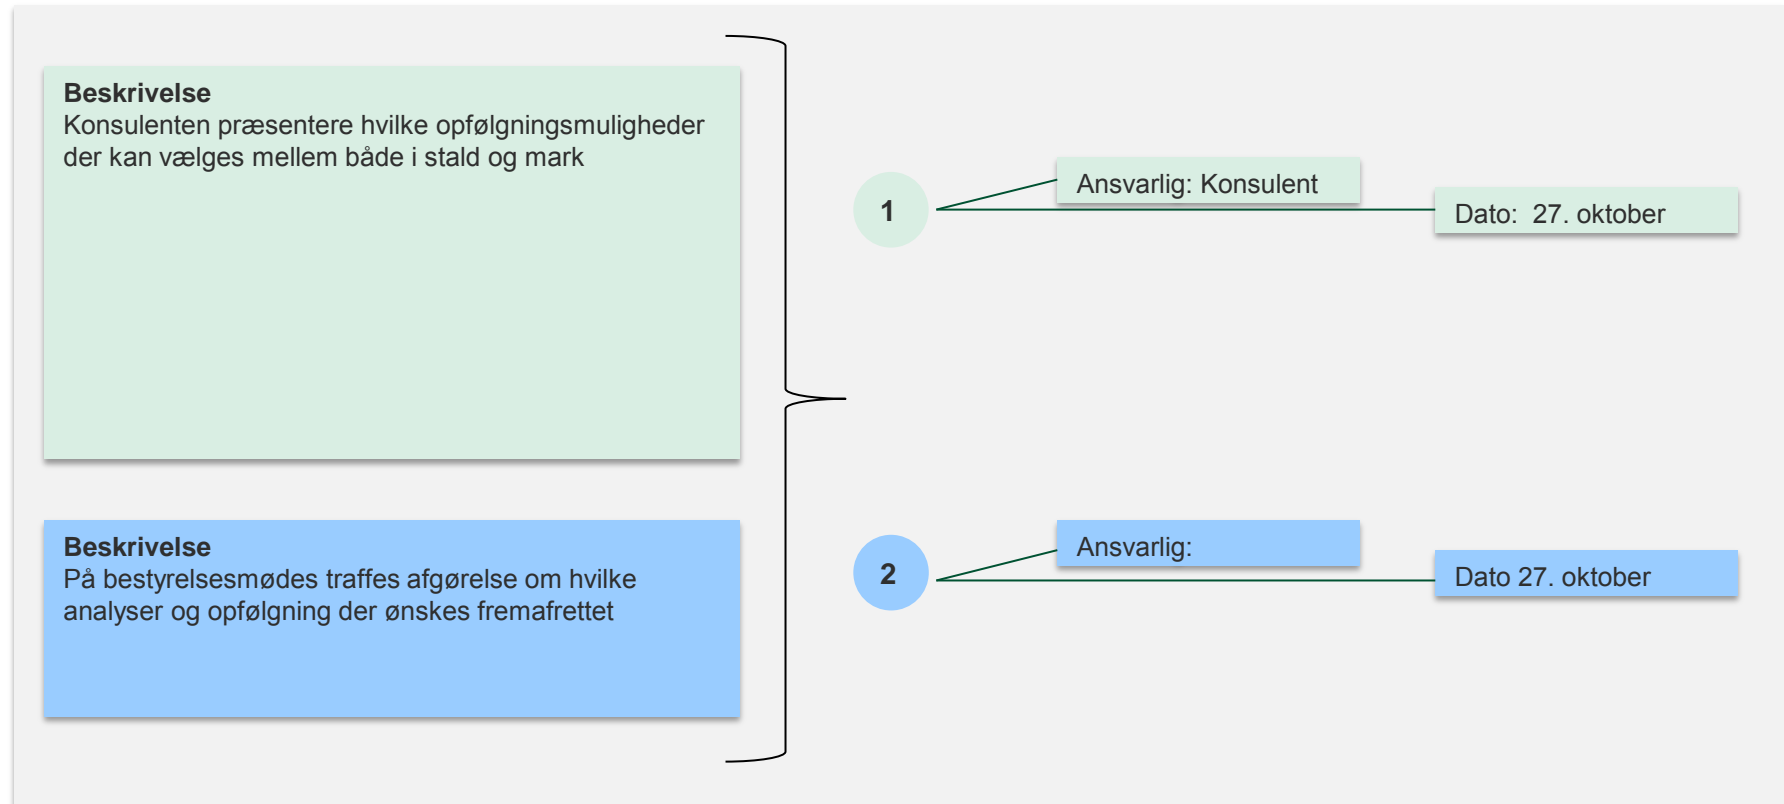 Beskrivelse
Konsulenten præsentere hvilke opfølgningsmuligheder
der kan vælges mellem både i stald og mark
1
Ansvarlig: Konsulent
Dato:  27. oktober
Beskrivelse
På bestyrelsesmødes traffes afgørelse om hvilke
analyser og opfølgning der ønskes fremafrettet
2
Ansvarlig:
Dato 27. oktober